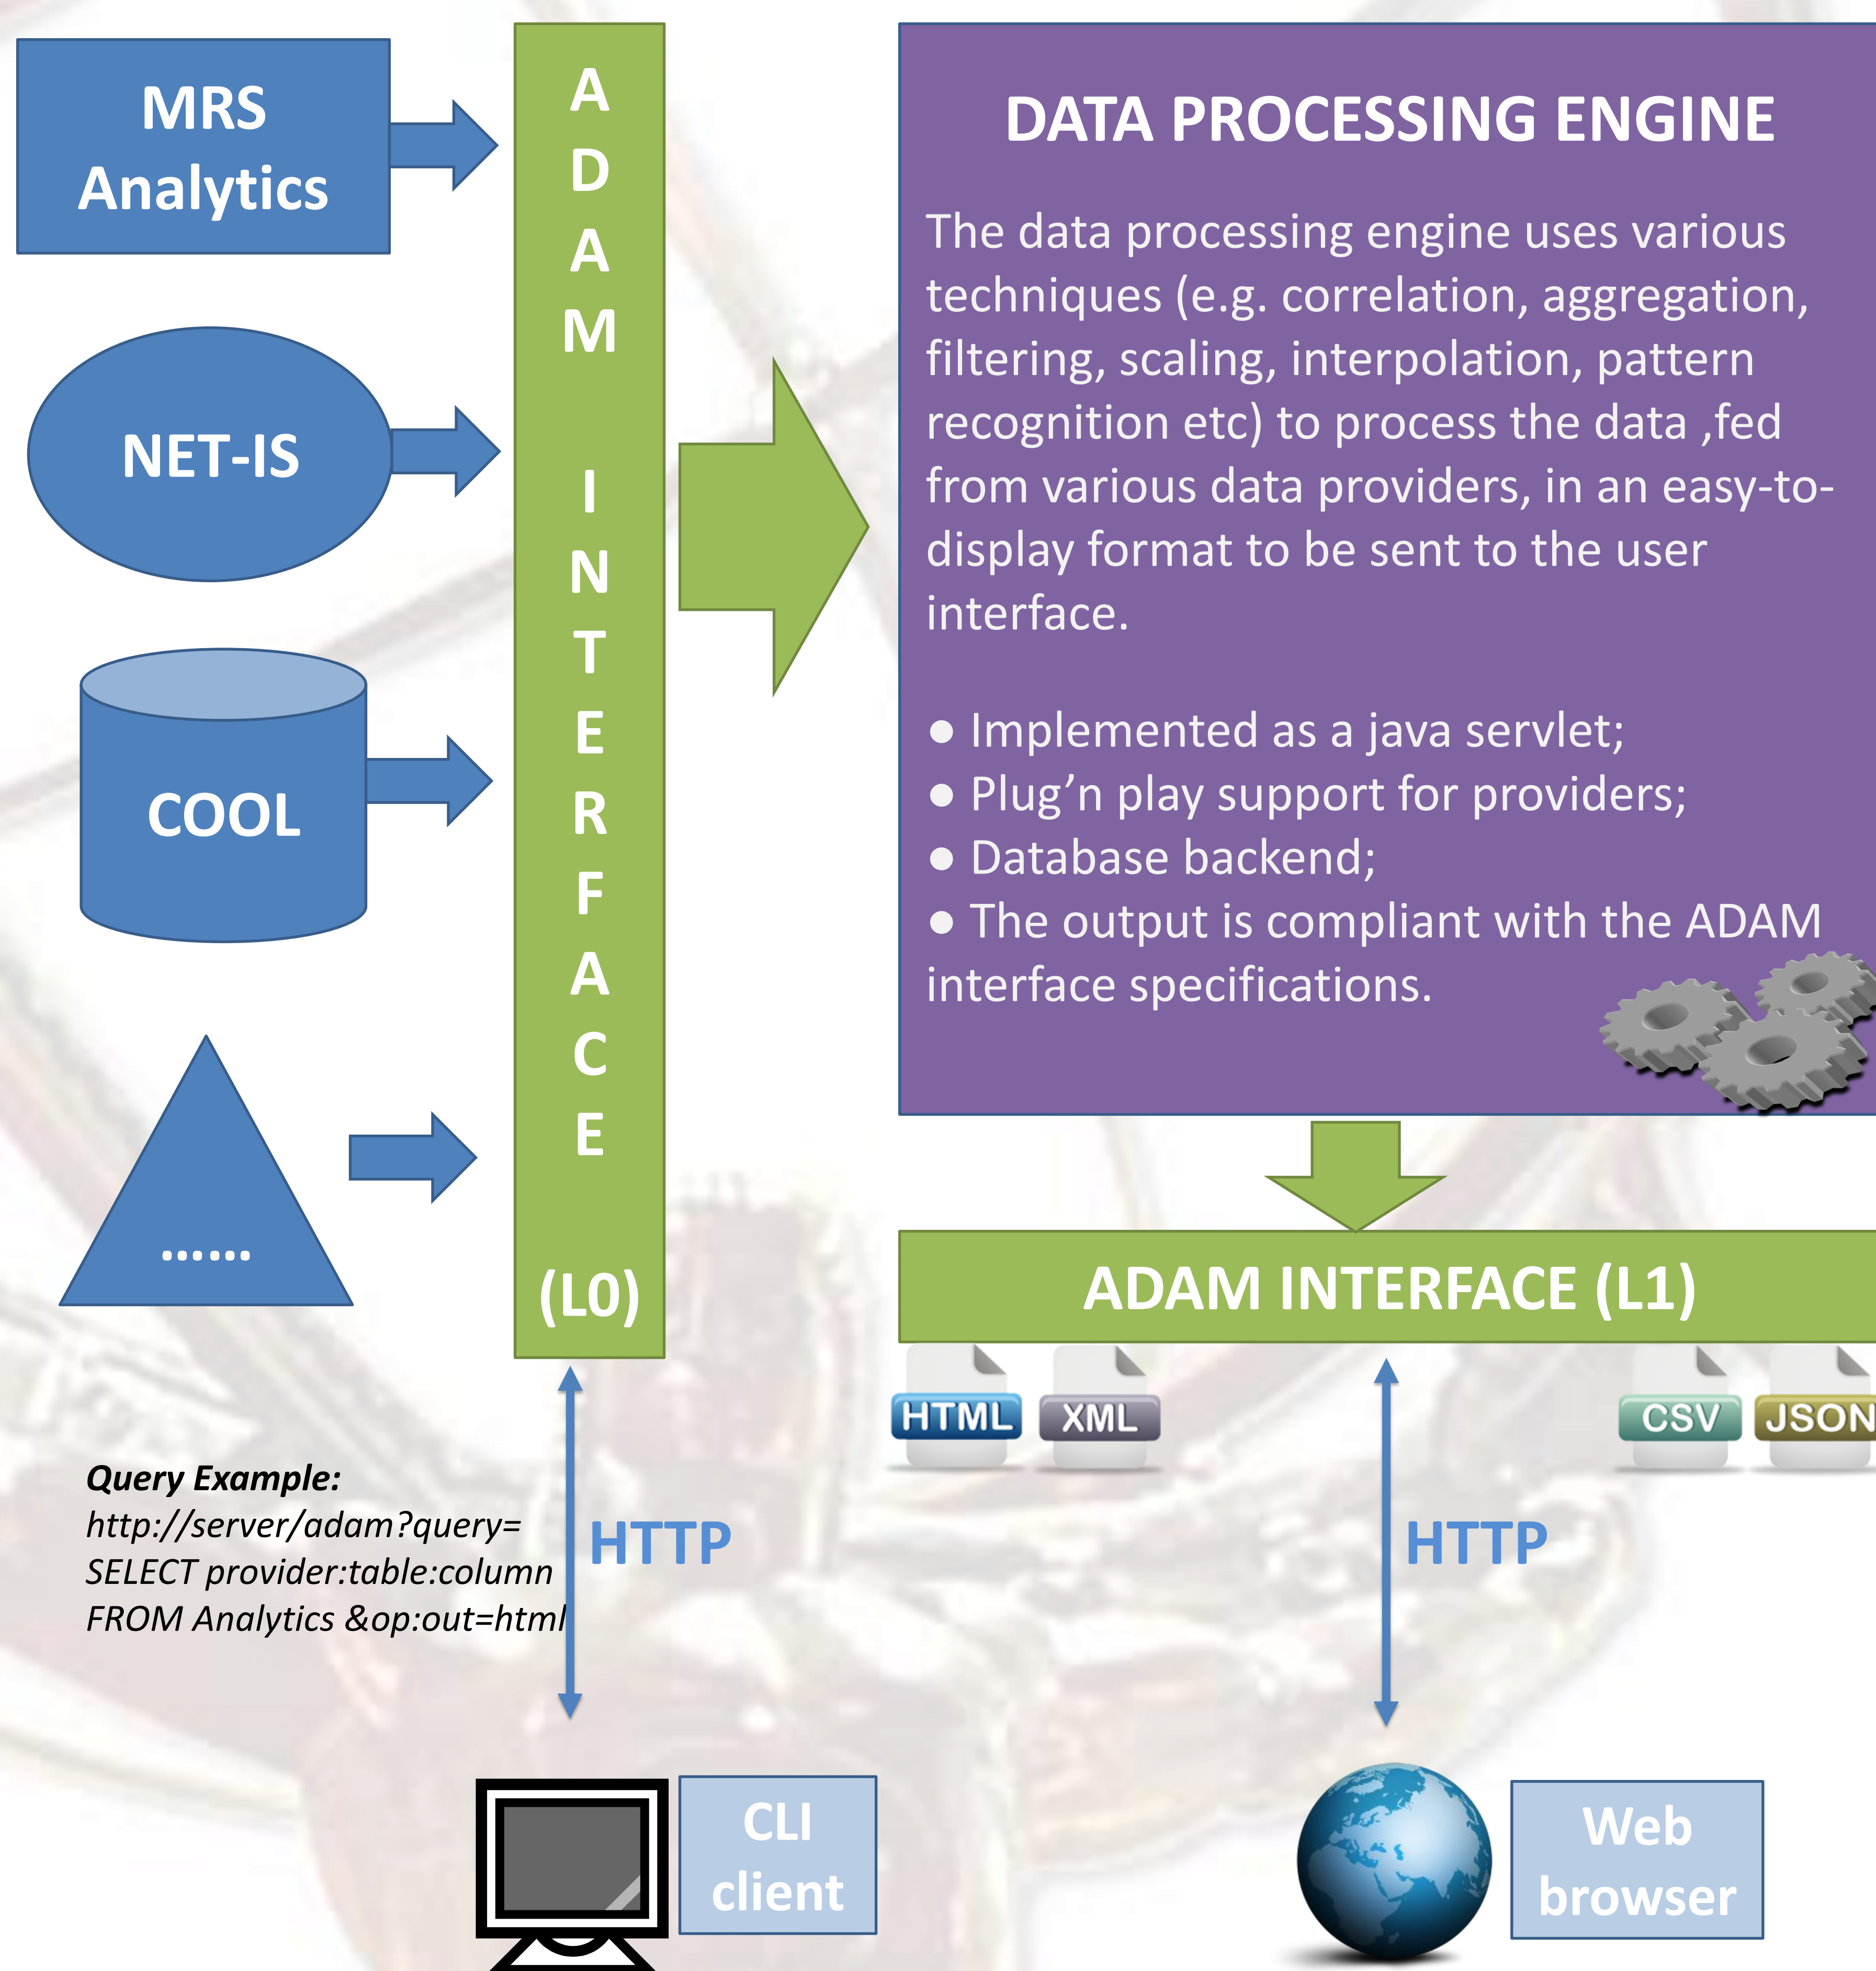 MRS
Analytics
NET-IS
COOL
......
A
D
A
M
I
N
T
E
R
F
A
C
E
(L0)
DATA PROCESSING ENGINE
The data processing engine uses various
techniques (e.g. correlation, aggregation,
filtering, scaling, interpolation, pattern
recognition etc) to process the data ,fed
from various data providers, in an easy-to-
display format to be sent to the user
interface.
● Implemented as a java servlet;
● Plug’n play support for providers;
● Database backend;
● The output is compliant with the ADAM
interface specifications.
ADAM INTERFACE (L1)
HTML XML CSV JSON
Query Example:
http://server/adam?query=
SELECT provider:table:column
FROM Analytics &op:out=html
HTTP
HTTP
CLI
client
Web
browser